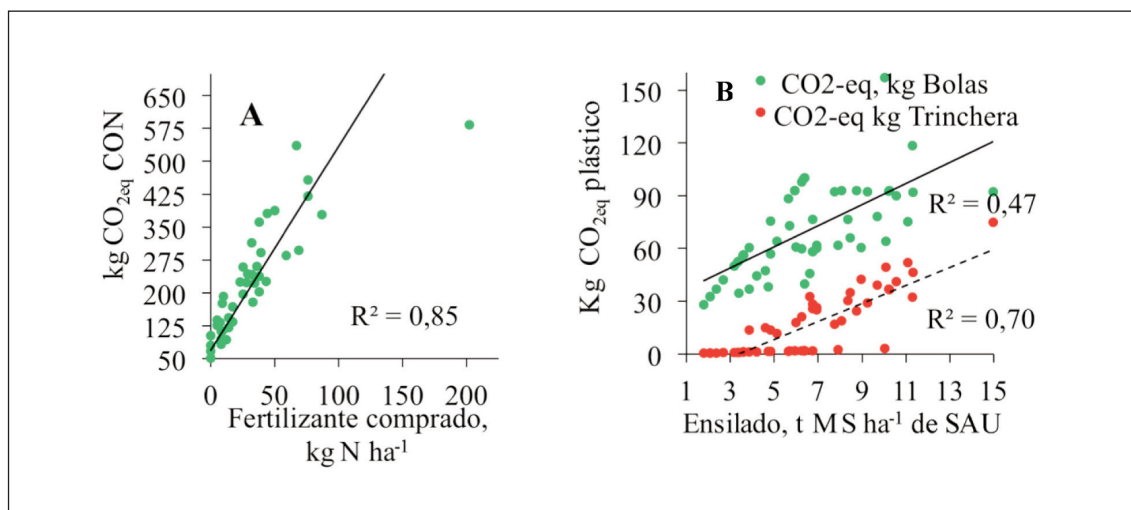 A
kg CO2eq CON
650
575
500
425
350
275
200
125
50
R² = 0,85
0 50 100 150 200
Fertilizante comprado,
kg N ha-1
B
CO2-eq, kg Bolas
CO2-eq kg Trinchera
Kg CO2eq plástico
150
120
90
60
30
0
R² = 0,47
R² = 0,70
1 3 5 7 9 11 13 15
Ensilado, t MS ha-1 de SAU